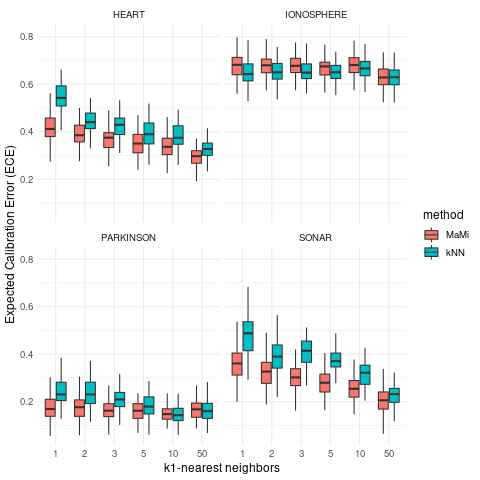 HEART
IONOSPHERE
0.8
0.6
0.4
0.2
PARKINSON
SONAR
0.8
0.6
0.4
0.2
1 2 3 5 10 50
1 2 3 5 10 50
k1-nearest neighbors
Expected Calibration Error (ECE)
method
MaMi
kNN